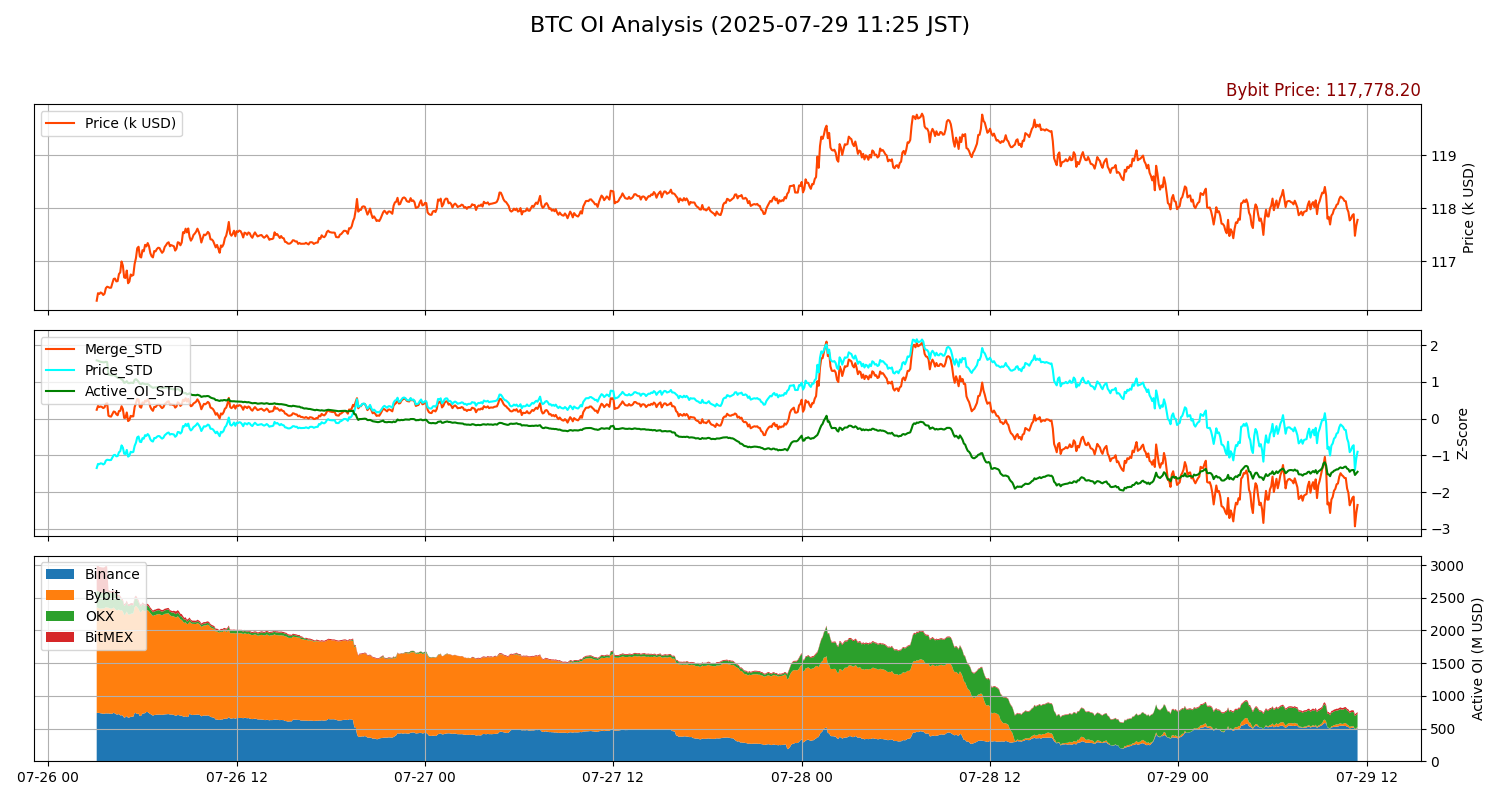 BTC OI Analysis (2025-07-29 11:25 JST)
Bybit Price: 117,778.20
Price (k USD)
119
118
117
Price (k USD)
Merge_STD
Price_STD
Active_OI_STD
2
1
0
−1
−2
−3
Z-Score
Binance
Bybit
OKX
BitMEX
3000
2500
2000
1500
1000
500
0
Active OI (M USD)
07-26 00
07-26 12
07-27 00
07-27 12
07-28 00
07-28 12
07-29 00
07-29 12